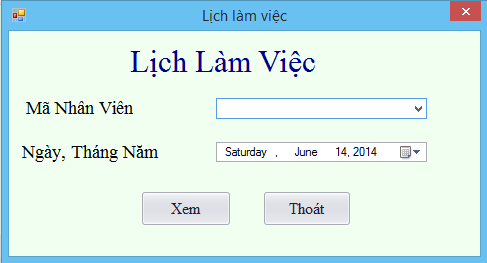 Lịch làm việc
Lịch Làm Việc
Mã Nhân Viên
Ngày, Tháng Năm Saturday , June 14, 2014
Xem Thoát